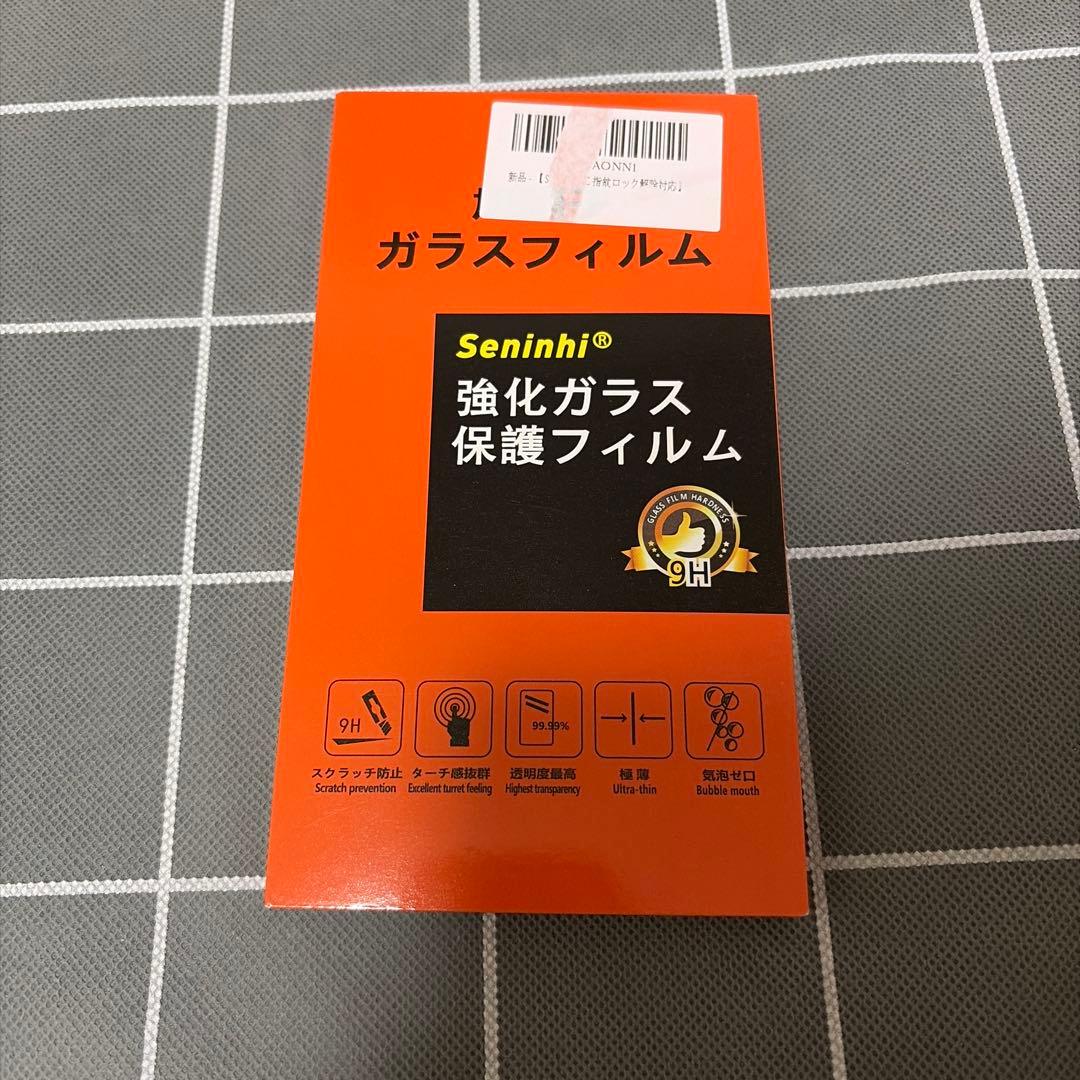 AONN1
新品 - 【S
指紋ロック解除対応】
ガラスフィルム
Seninhi®
強化ガラス
保護フィルム
GLASS FILM HARDNESS
9H
9H
99.99%
スクラッチ防止 ターチ感抜群 透明度最高 極薄 気泡ゼロ
Scratch prevention Excellent turret feeling Highest transparency Ultra-thin Bubble mouth